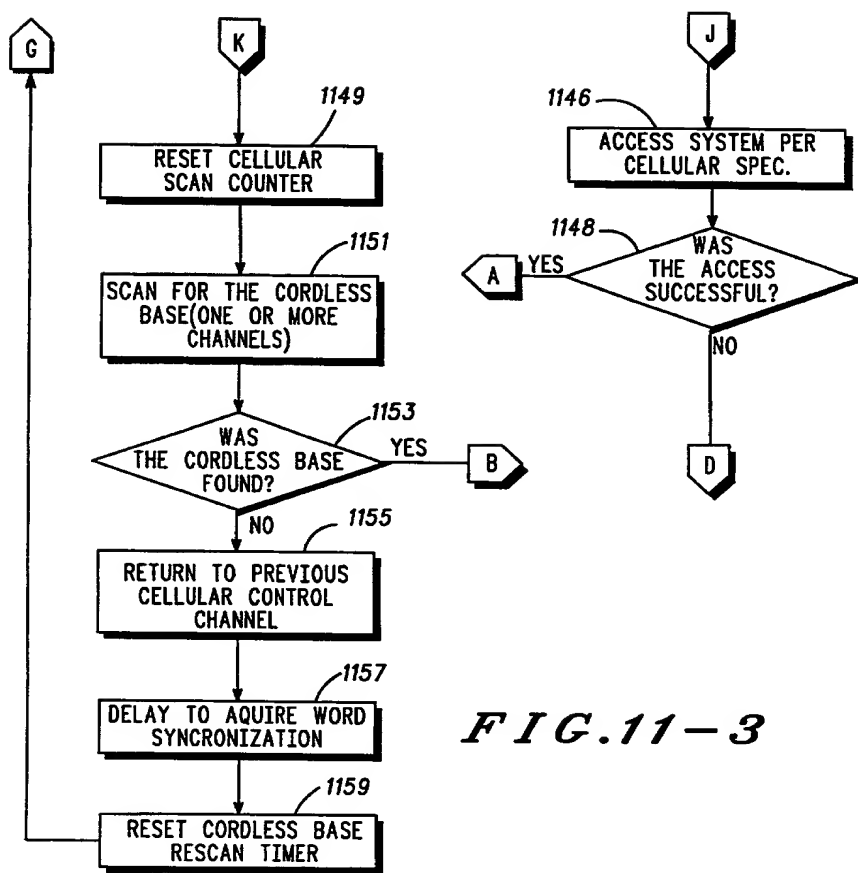 G
K
1149
RESET CELLULAR
SCAN COUNTER
1151
SCAN FOR THE CORDLESS
BASE(ONE OR MORE
CHANNELS)
1153
WAS
THE CORDLESS BASE
FOUND?
YES
B
NO
1155
RETURN TO PREVIOUS
CELLULAR CONTROL
CHANNEL
1157
DELAY TO AQUIRE WORD
SYNCRONIZATION
1159
RESET CORDLESS BASE
RESCAN TIMER
J
1146
ACCESS SYSTEM PER
CELLULAR SPEC.
1148
WAS
THE ACCESS
SUCCESSFUL?
YES
A
NO
D
FIG.11-3